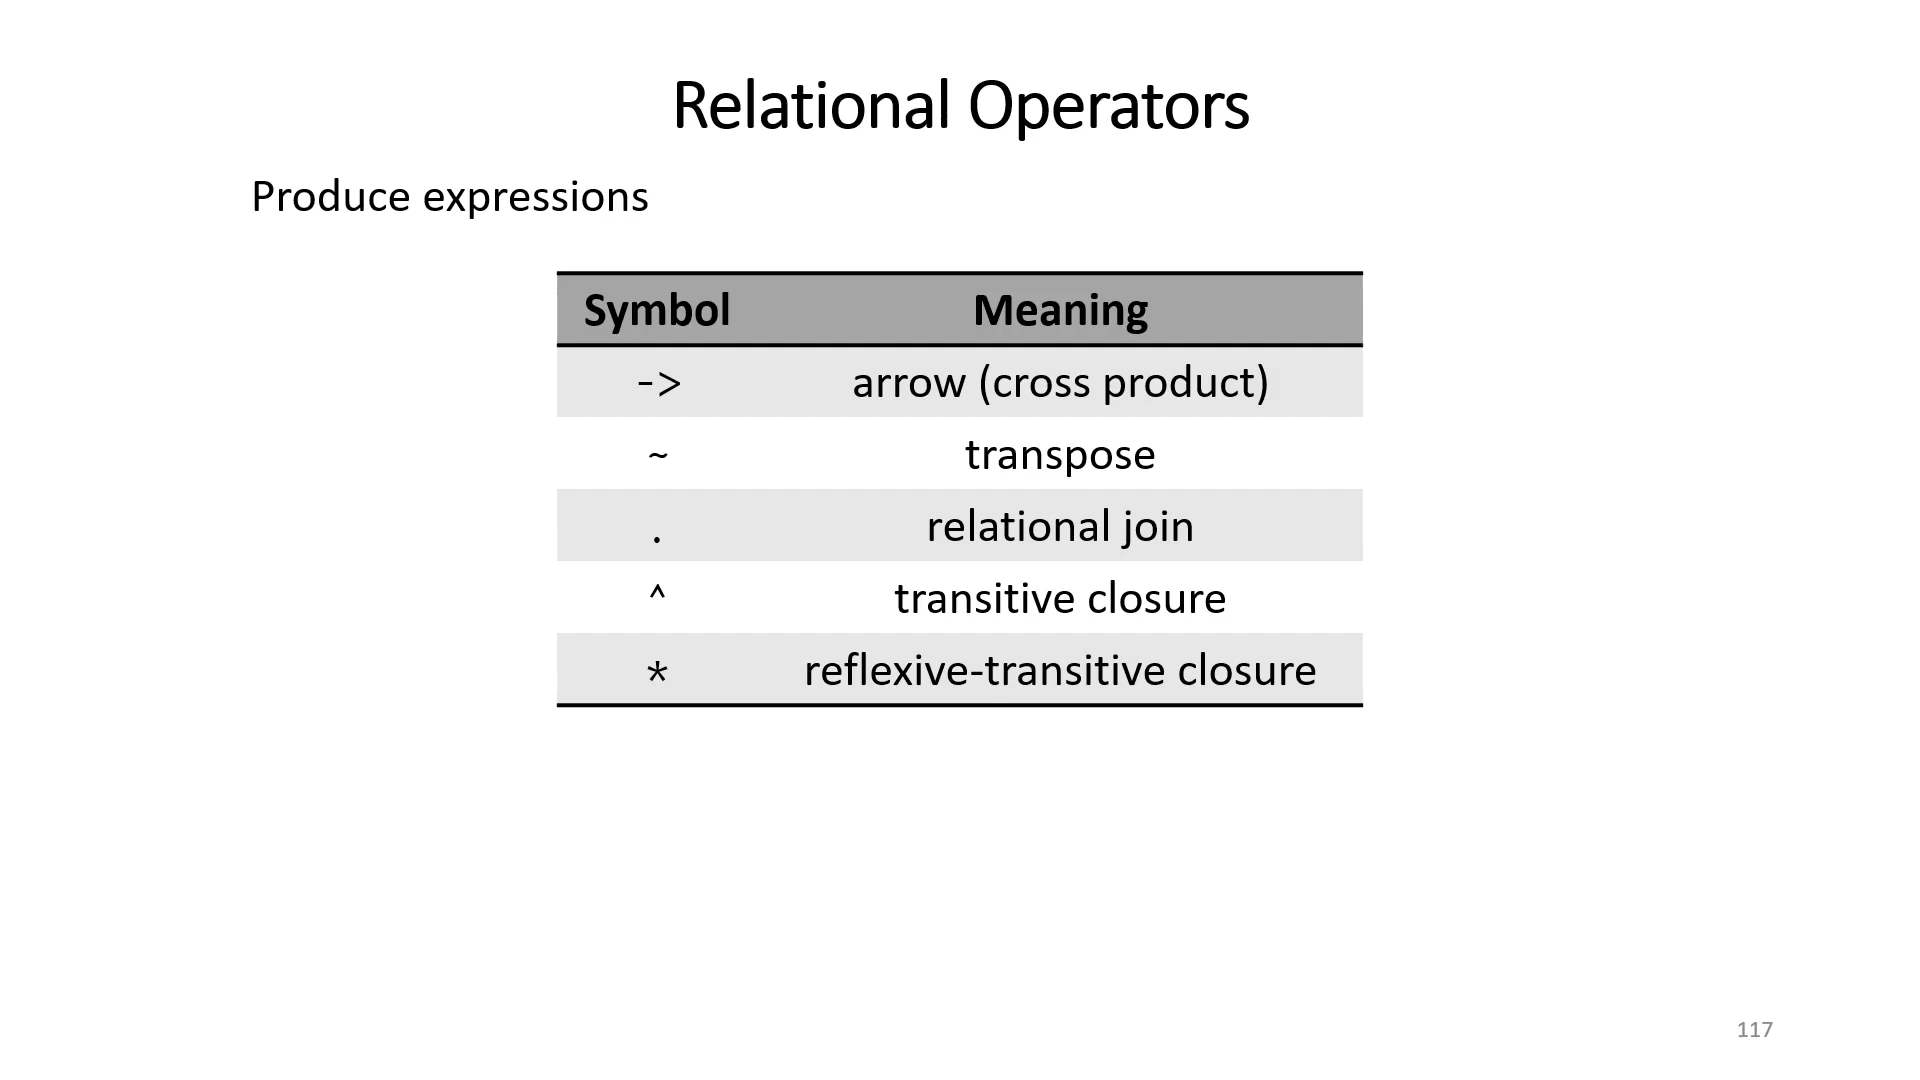 Relational Operators
Produce expressions
Symbol Meaning
-> arrow (cross product)
~ transpose
. relational join
^ transitive closure
* reflexive-transitive closure
117